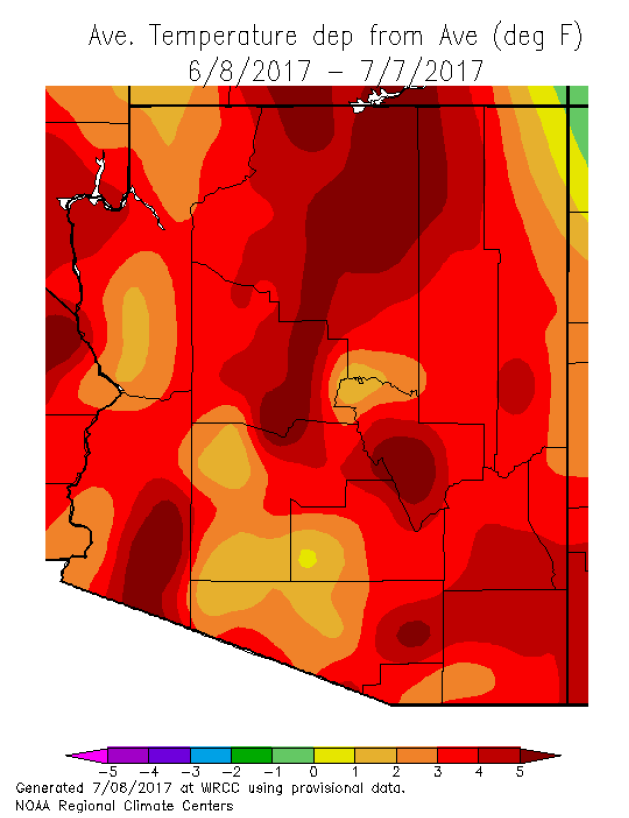 Ave. Temperature dep from Ave (deg F)
6/8/2017 – 7/7/2017
-5 -4 -3 -2 -1 0 1 2 3 4 5
Generated 7/08/2017 at WRCC using provisional data.
NOAA Regional Climate Centers